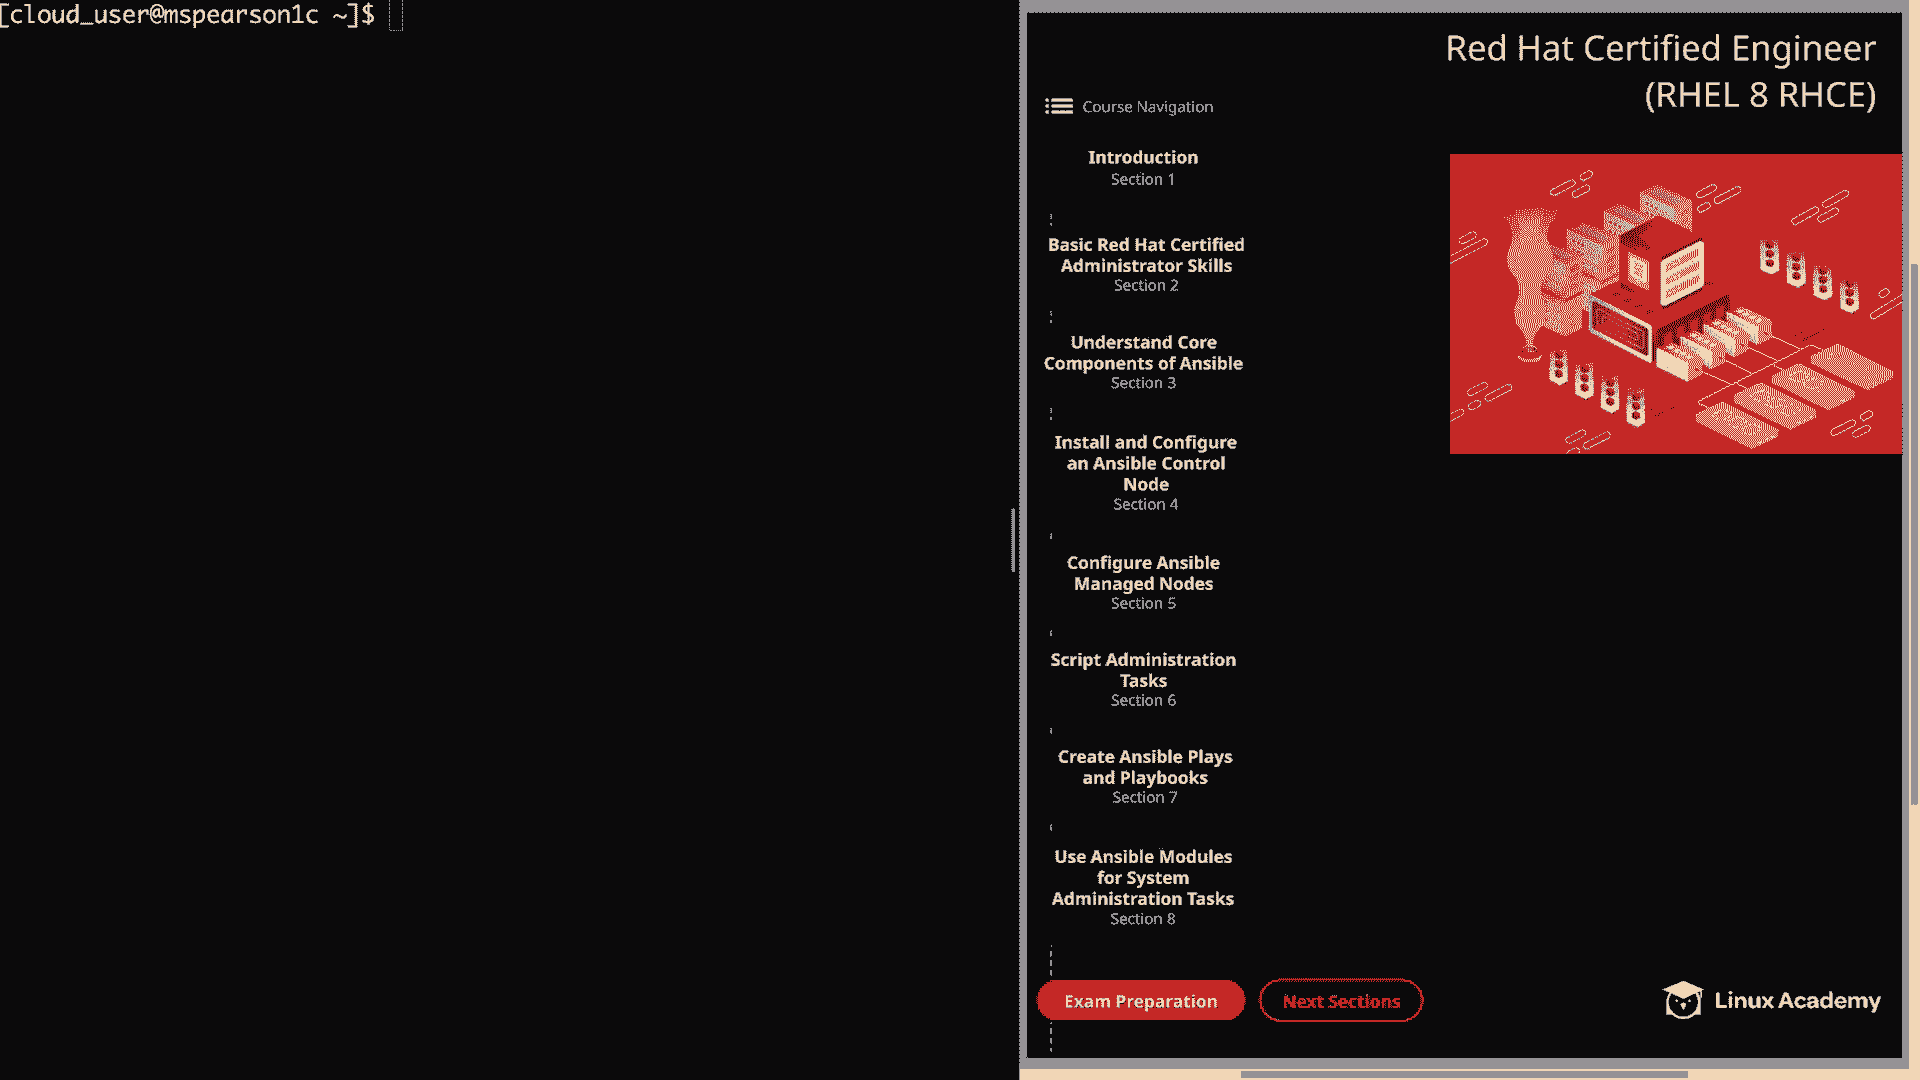 [cloud_user@mspearson1c ~]$
Red Hat Certified Engineer
(RHEL 8 RHCE)
Course Navigation
Introduction
Section 1
Basic Red Hat Certified
Administrator Skills
Section 2
Understand Core
Components of Ansible
Section 3
Install and Configure
an Ansible Control
Node
Section 4
Configure Ansible
Managed Nodes
Section 5
Script Administration
Tasks
Section 6
Create Ansible Plays
and Playbooks
Section 7
Use Ansible Modules
for System
Administration Tasks
Section 8
Exam Preparation
Next Sections
Linux Academy